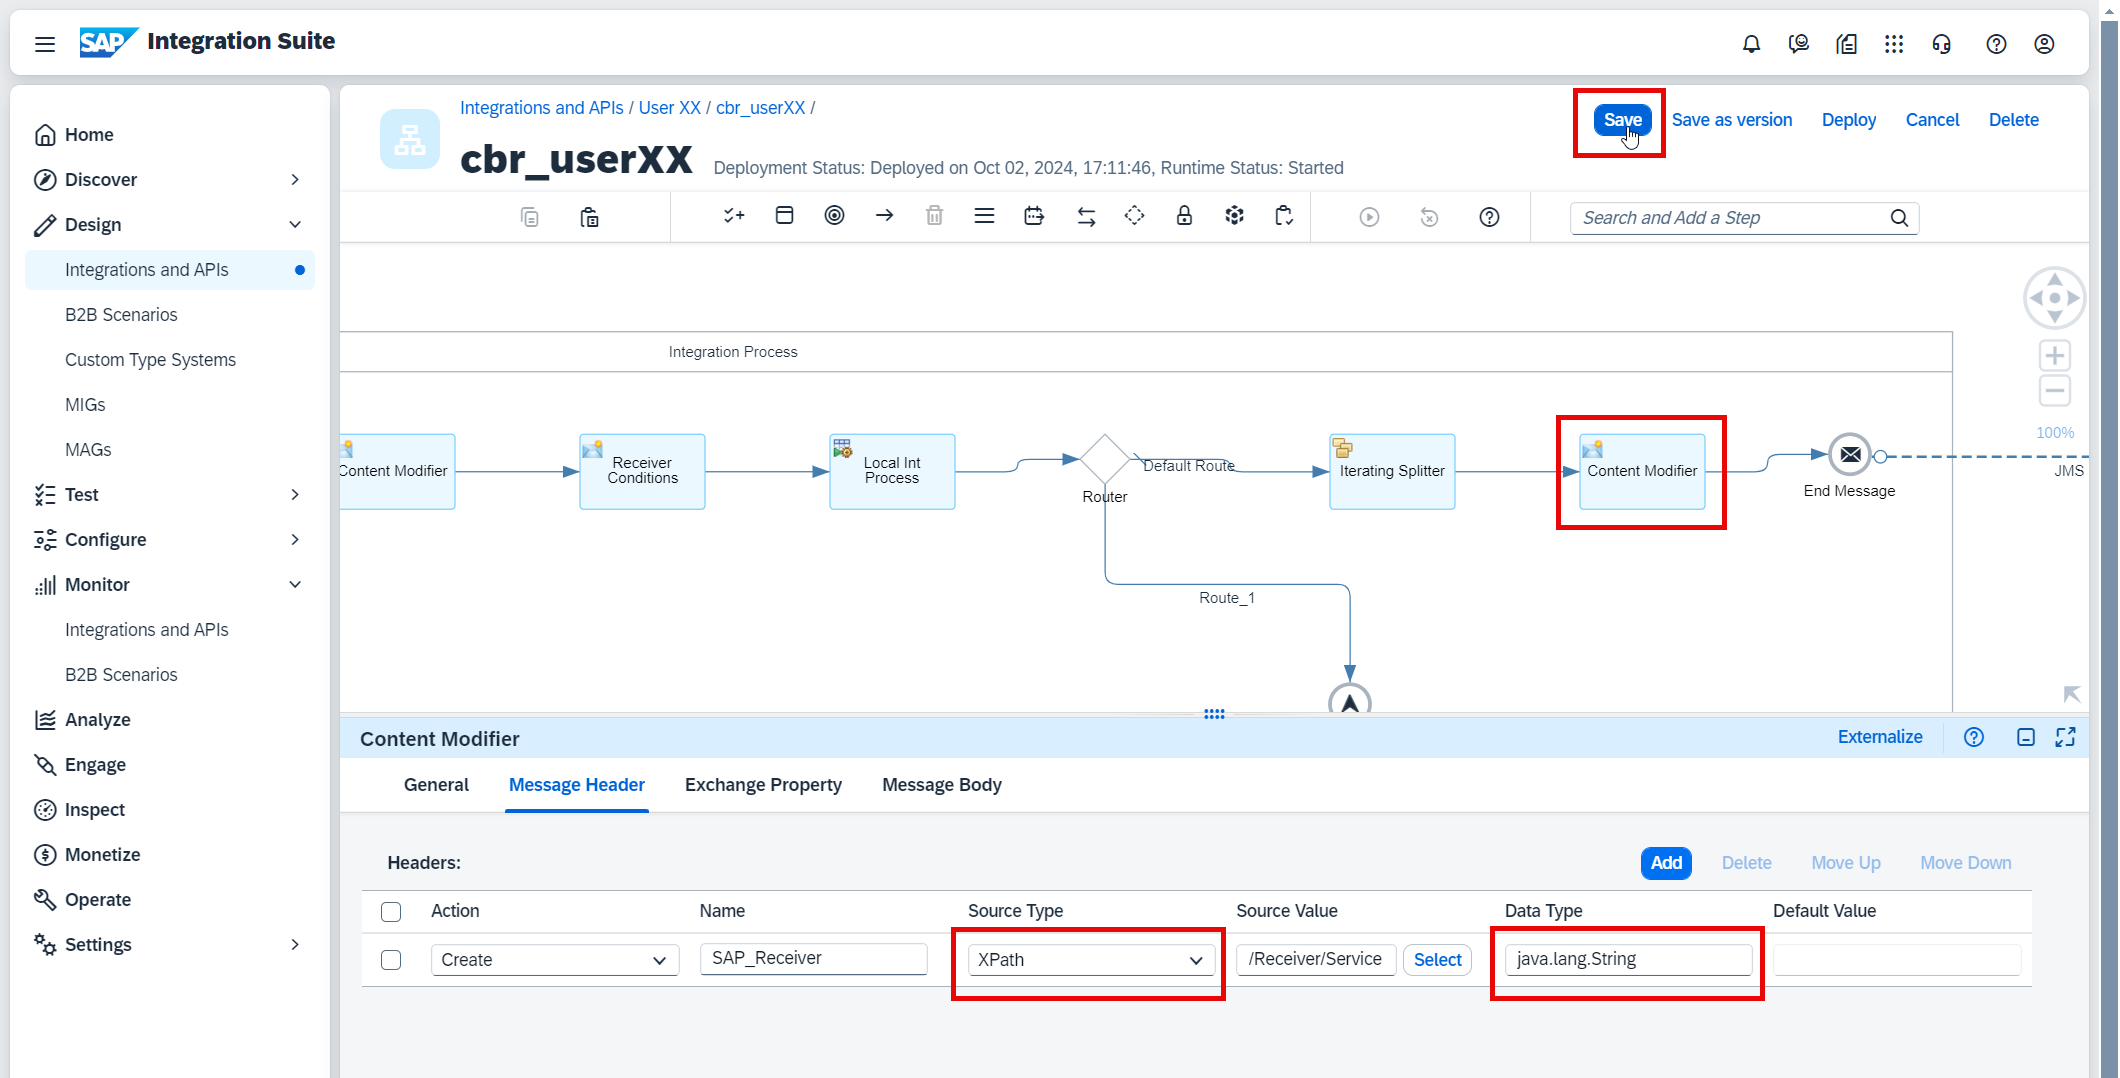 SAP Integration Suite
Home
Discover
Design
Integrations and APIs
B2B Scenarios
Custom Type Systems
MIGs
MAGs
Test
Configure
Monitor
Integrations and APIs
B2B Scenarios
Analyze
Engage
Inspect
Monetize
Operate
Settings
Integrations and APIs / User XX / cbr_userXX /
cbr_userXX Deployment Status: Deployed on Oct 02, 2024, 17:11:46, Runtime Status: Started
Save Save as version Deploy Cancel Delete
Search and Add a Step
Integration Process
Content Modifier
Receiver
Conditions
Local Int
Process
Router
Default Route
Iterating Splitter
Content Modifier
End Message
JMS
100%
Route_1
Content Modifier Externalize
General Message Header Exchange Property Message Body
Headers: Add Delete Move Up Move Down
Action Name Source Type Source Value Data Type Default Value
Create SAP_Receiver XPath /Receiver/Service Select java.lang.String